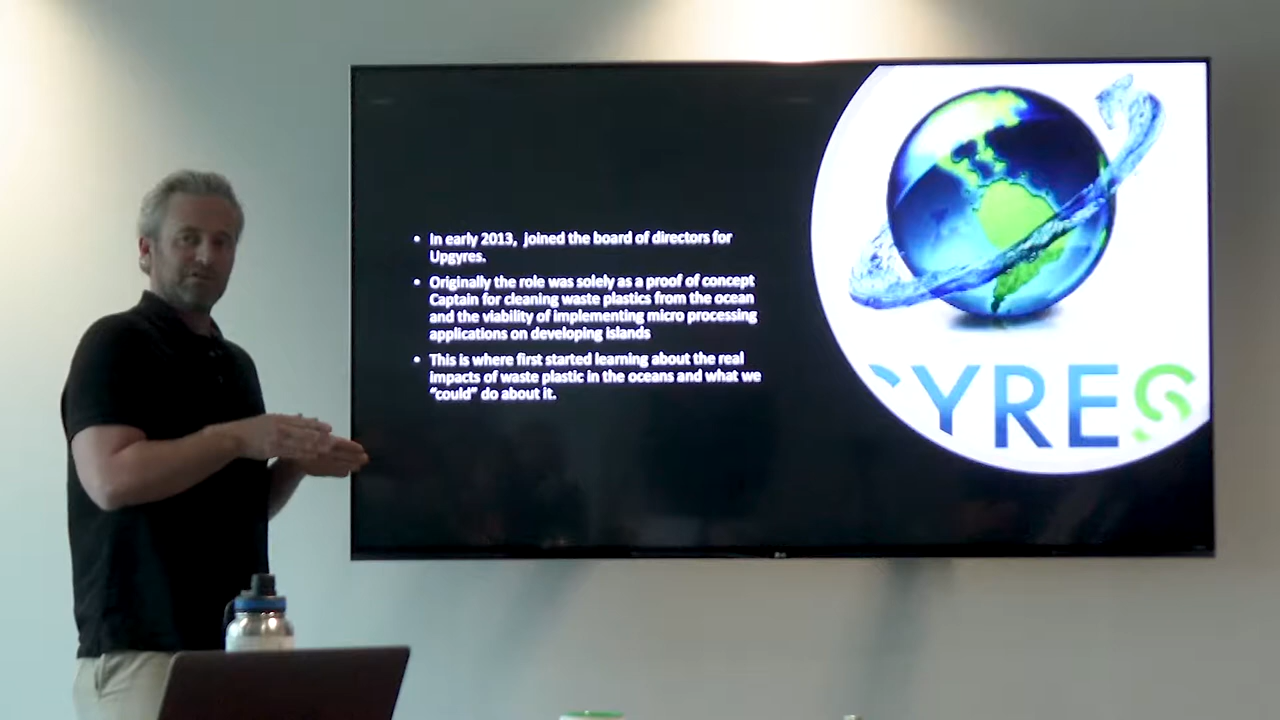 • In early 2013, joined the board of directors for
Upgyres.
• Originally the role was solely as a proof of concept
Captain for cleaning waste plastics from the ocean
and the viability of implementing micro processing
applications on developing islands
• This is where first started learning about the real
impacts of waste plastic in the oceans and what we
“could” do about it.
YRES
LG